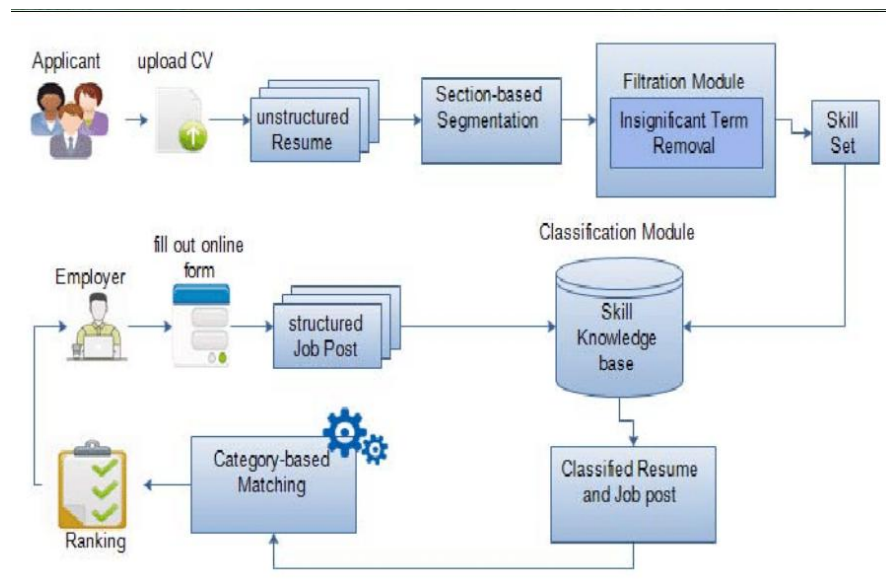 Applicant
upload CV
unstructured
Resume
Section-based
Segmentation
Filtration Module
Insignificant Term
Removal
Skill
Set
Employer
fill out online
form
structured
Job Post
Classification Module
Skill
Knowledge
base
Ranking
Category-based
Matching
Classified Resume
and Job post